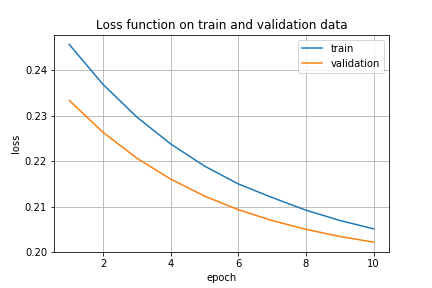 Loss function on train and validation data
train
validation
0.24
0.23
0.22
0.21
0.20
loss
2
4
6
8
10
epoch